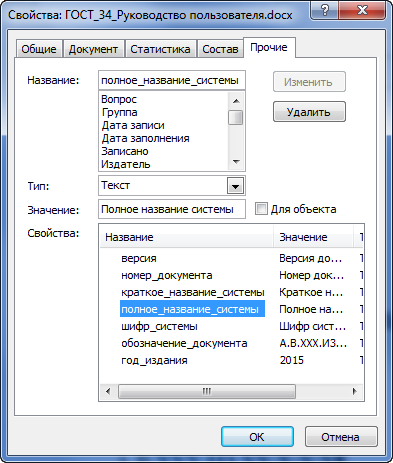 Свойства: ГОСТ_34_Руководство пользователя.docx
Общие Документ Статистика Состав Прочие
Название: полное_название_системы Изменить
Вопрос
Группа
Дата записи
Дата заполнения
Записано
Издатель
Удалить
Тип: Текст
Значение: Полное название системы Для объекта
Свойства:
Название Значение Т
версия Версия до... Т
номер_документа Номер док... Т
краткое_название_системы Краткое н... Т
полное_название_системы Полное на... Т
шифр_системы Шифр сист... Т
обозначение_документа А.В.ХХХ.ИЗ... Т
год_издания 2015 Т
ОК Отмена